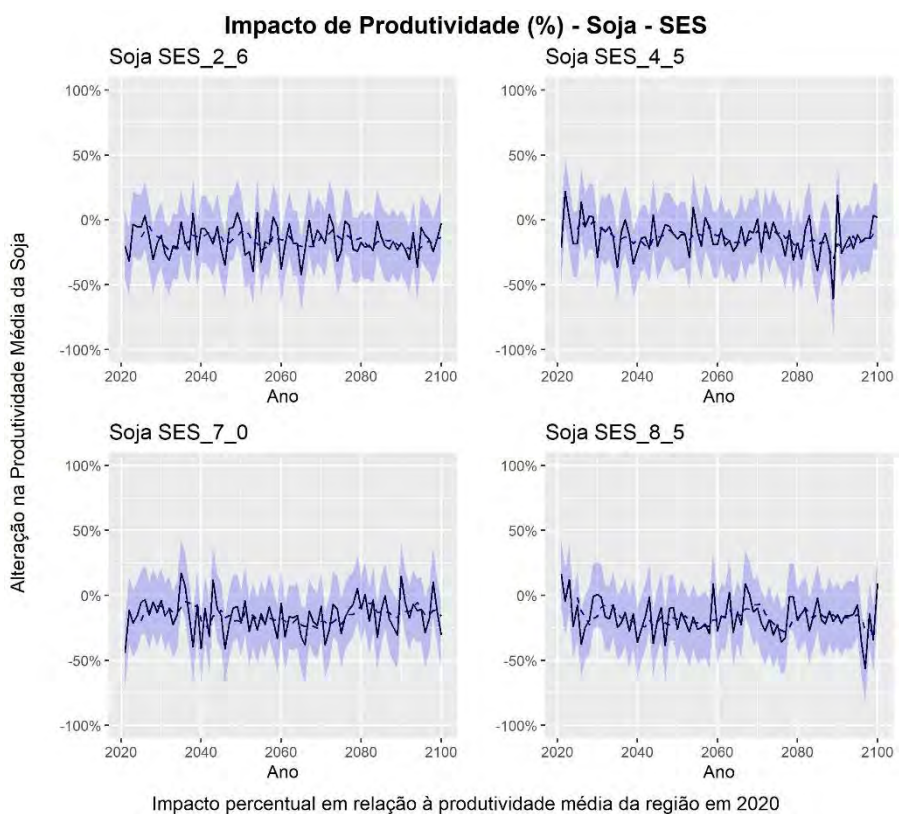 Impacto de Produtividade (%) - Soja - SES
Alteração na Produtividade Média da Soja
Soja SES_2_6
100%
50%
0%
-50%
-100%
2020 2040 2060 2080 2100
Ano
Soja SES_4_5
100%
50%
0%
-50%
-100%
2020 2040 2060 2080 2100
Ano
Soja SES_7_0
100%
50%
0%
-50%
-100%
2020 2040 2060 2080 2100
Ano
Soja SES_8_5
100%
50%
0%
-50%
-100%
2020 2040 2060 2080 2100
Ano
Impacto percentual em relação à produtividade média da região em 2020